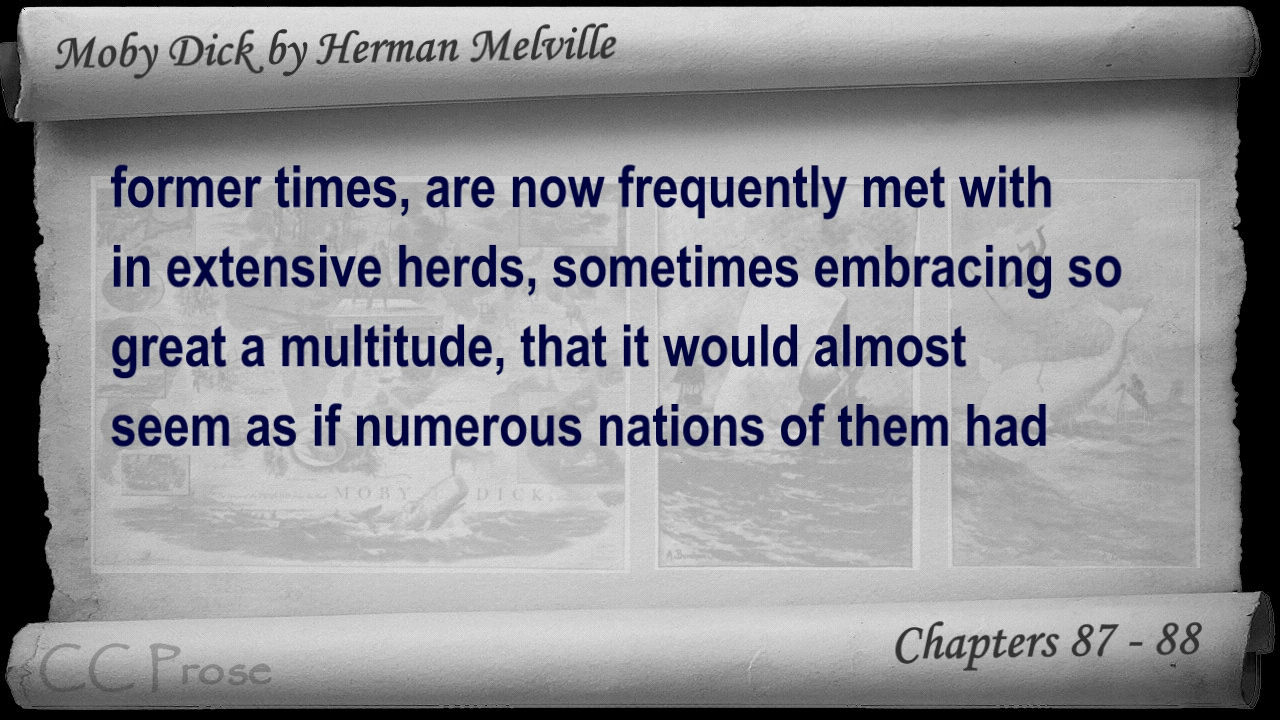 Moby Dick by Herman Melville
former times, are now frequently met with
in extensive herds, sometimes embracing so
great a multitude, that it would almost
seem as if numerous nations of them had
MOBY DICK
Chapters 87 - 88
CC Prose